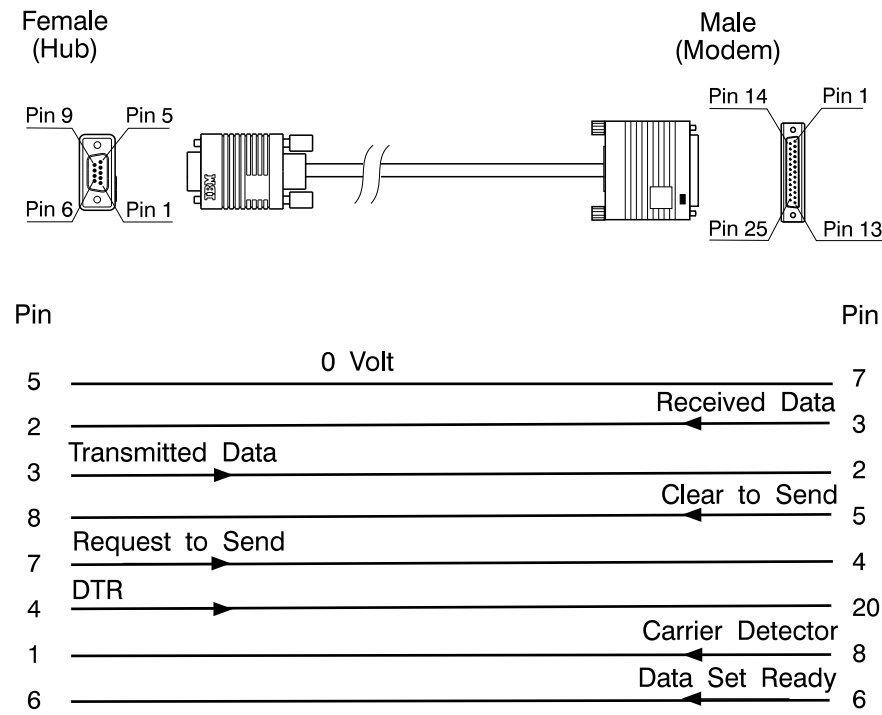 Female
(Hub)
Male
(Modem)
Pin 9
Pin 5
Pin 14
Pin 1
IBM
Pin 6
Pin 1
Pin 25
Pin 13
Pin
Pin
5
0 Volt
7
2
Received Data
3
3
Transmitted Data
2
8
Clear to Send
5
7
Request to Send
4
4
DTR
20
1
Carrier Detector
8
6
Data Set Ready
6